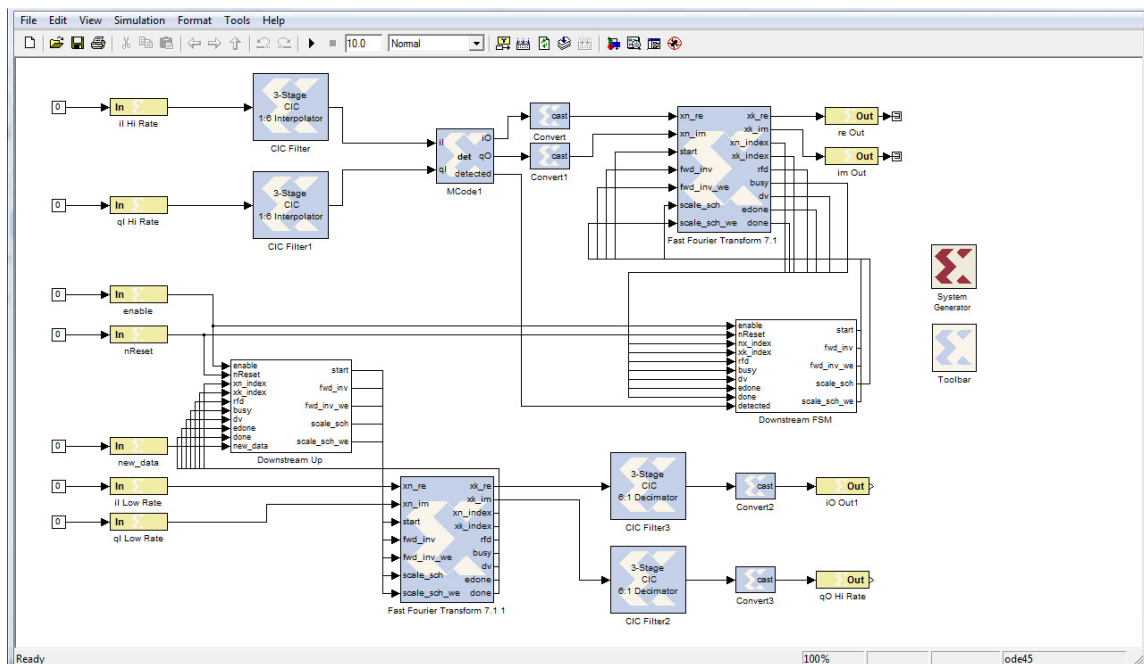 File Edit View Simulation Format Tools Help
10.0 Normal
0 In iI Hi Rate
3-Stage
CIC
1:6 Interpolator
CIC Filter
0 In qI Hi Rate
3-Stage
CIC
1:6 Interpolator
CIC Filter1
iI
qI
det
iO
qO
detected
MCode1
cast
Convert
cast
Convert1
xn_re
xn_im
start
fwd_inv
fwd_inv_we
scale_sch
scale_sch_we
xk_re
xk_im
xn_index
xk_index
rfd
busy
dv
edone
done
Fast Fourier Transform 7.1
Out
re Out
Out
im Out
System
Generator
Toolbar
0 In
enable
0 In
nReset
enable
nReset
xn_index
xk_index
rfd
busy
dv
edone
done
new_data
start
fwd_inv
fwd_inv_we
scale_sch
scale_sch_we
Downstream Up
enable
nReset
nx_index
xk_index
rfd
busy
dv
edone
done
detected
start
fwd_inv
fwd_inv_we
scale_sch
scale_sch_we
Downstream FSM
0 In
new_data
0 In
iI Low Rate
0 In
qI Low Rate
xn_re
xn_im
start
fwd_inv
fwd_inv_we
scale_sch
scale_sch_we
xk_re
xk_im
xn_index
xk_index
rfd
busy
dv
edone
done
Fast Fourier Transform 7.1 1
3-Stage
CIC
6:1 Decimator
CIC Filter3
cast
Convert2
Out
iO Out1
3-Stage
CIC
6:1 Decimator
CIC Filter2
cast
Convert3
Out
qO Hi Rate
Ready 100% ode45